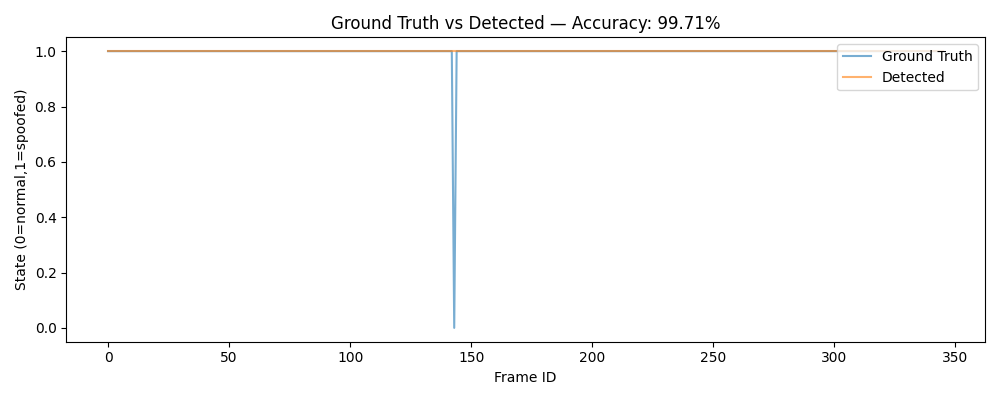 Ground Truth vs Detected — Accuracy: 99.71%
Ground Truth
Detected
State (0=normal,1=spoofed)
1.0
0.8
0.6
0.4
0.2
0.0
0 50 100 150 200 250 300 350
Frame ID